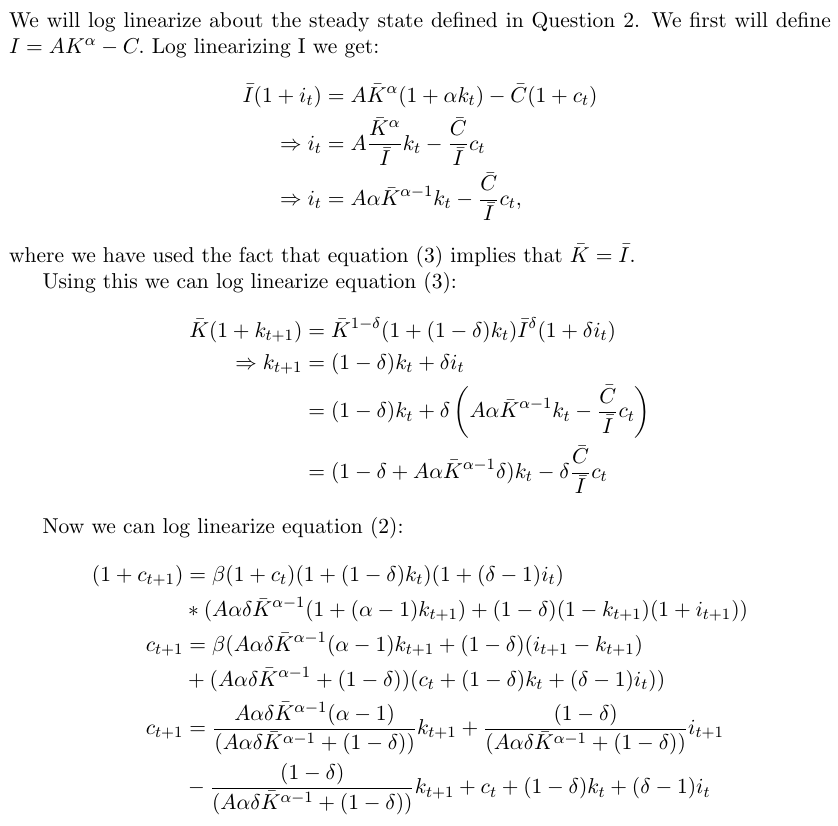 We will log linearize about the steady state defined in Question 2. We first will define
$I = AK^{\alpha} - C$. Log linearizing I we get:
$\bar{I}(1 + i_t) = A\bar{K}^{\alpha}(1 + \alpha k_t) - \bar{C}(1 + c_t)$
$\Rightarrow i_t = A\frac{\bar{K}^{\alpha}}{\bar{I}}k_t - \frac{\bar{C}}{\bar{I}}c_t$
$\Rightarrow i_t = A\alpha\bar{K}^{\alpha-1}k_t - \frac{\bar{C}}{\bar{I}}c_t,$
where we have used the fact that equation (3) implies that $\bar{K} = \bar{I}$.
Using this we can log linearize equation (3):
$\bar{K}(1 + k_{t+1}) = \bar{K}^{1-\delta}(1 + (1 - \delta)k_t)\bar{I}^{\delta}(1 + \delta i_t)$
$\Rightarrow k_{t+1} = (1 - \delta)k_t + \delta i_t$
$= (1 - \delta)k_t + \delta\left(A\alpha\bar{K}^{\alpha-1}k_t - \frac{\bar{C}}{\bar{I}}c_t\right)$
$= (1 - \delta + A\alpha\bar{K}^{\alpha-1}\delta)k_t - \delta\frac{\bar{C}}{\bar{I}}c_t$
Now we can log linearize equation (2):
$(1 + c_{t+1}) = \beta(1 + c_t)(1 + (1 - \delta)k_t)(1 + (\delta - 1)i_t)$
$* (A\alpha\delta\bar{K}^{\alpha-1}(1 + (\alpha - 1)k_{t+1}) + (1 - \delta)(1 - k_{t+1})(1 + i_{t+1}))$
$c_{t+1} = \beta(A\alpha\delta\bar{K}^{\alpha-1}(\alpha - 1)k_{t+1} + (1 - \delta)(i_{t+1} - k_{t+1})$
$+ (A\alpha\delta\bar{K}^{\alpha-1} + (1 - \delta))(c_t + (1 - \delta)k_t + (\delta - 1)i_t))$
$c_{t+1} = \frac{A\alpha\delta\bar{K}^{\alpha-1}(\alpha - 1)}{(A\alpha\delta\bar{K}^{\alpha-1} + (1 - \delta))}k_{t+1} + \frac{(1 - \delta)}{(A\alpha\delta\bar{K}^{\alpha-1} + (1 - \delta))}i_{t+1}$
$- \frac{(1 - \delta)}{(A\alpha\delta\bar{K}^{\alpha-1} + (1 - \delta))}k_{t+1} + c_t + (1 - \delta)k_t + (\delta - 1)i_t$